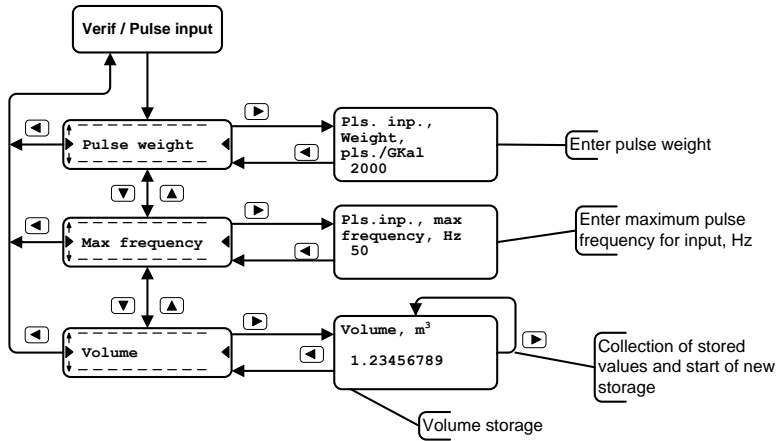 Verif / Pulse input
Pulse weight
Pls. inp.,
Weight,
pls./GKal
2000
Enter pulse weight
Max frequency
Pls.inp., max
frequency, Hz
50
Enter maximum pulse
frequency for input, Hz
Volume
Volume, m³
1.23456789
Collection of stored
values and start of new
storage
Volume storage